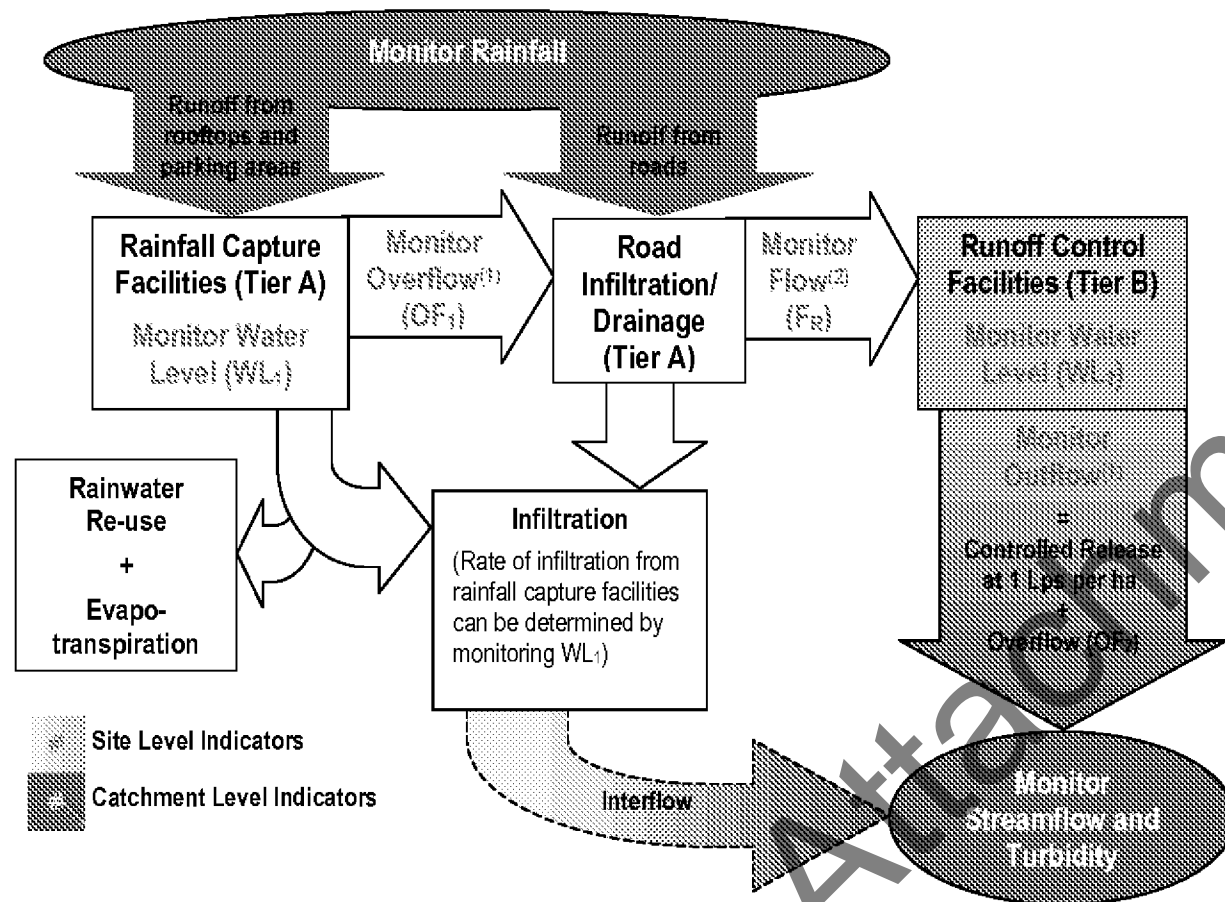 Monitor Rainfall
Runoff from
rooftops and
parking areas
Runoff from
roads
Rainfall Capture
Facilities (Tier A)
Monitor Water
Level (WL₁)
Monitor
Overflow⁽¹⁾
(OF₁)
Road
Infiltration/
Drainage
(Tier A)
Monitor
Flow⁽²⁾
(F_R)
Runoff Control
Facilities (Tier B)
Monitor Water
Level (WL₂)
Monitor
Outflow
=
Controlled Release
at 1 Lps per ha.
+
Overflow (OF₂)
Rainwater
Re-use
+
Evapo-
transpiration
Infiltration
(Rate of infiltration from
rainfall capture facilities
can be determined by
monitoring WL₁)
# Site Level Indicators
# Catchment Level Indicators
Interflow
Monitor
Streamflow and
Turbidity
Attachm